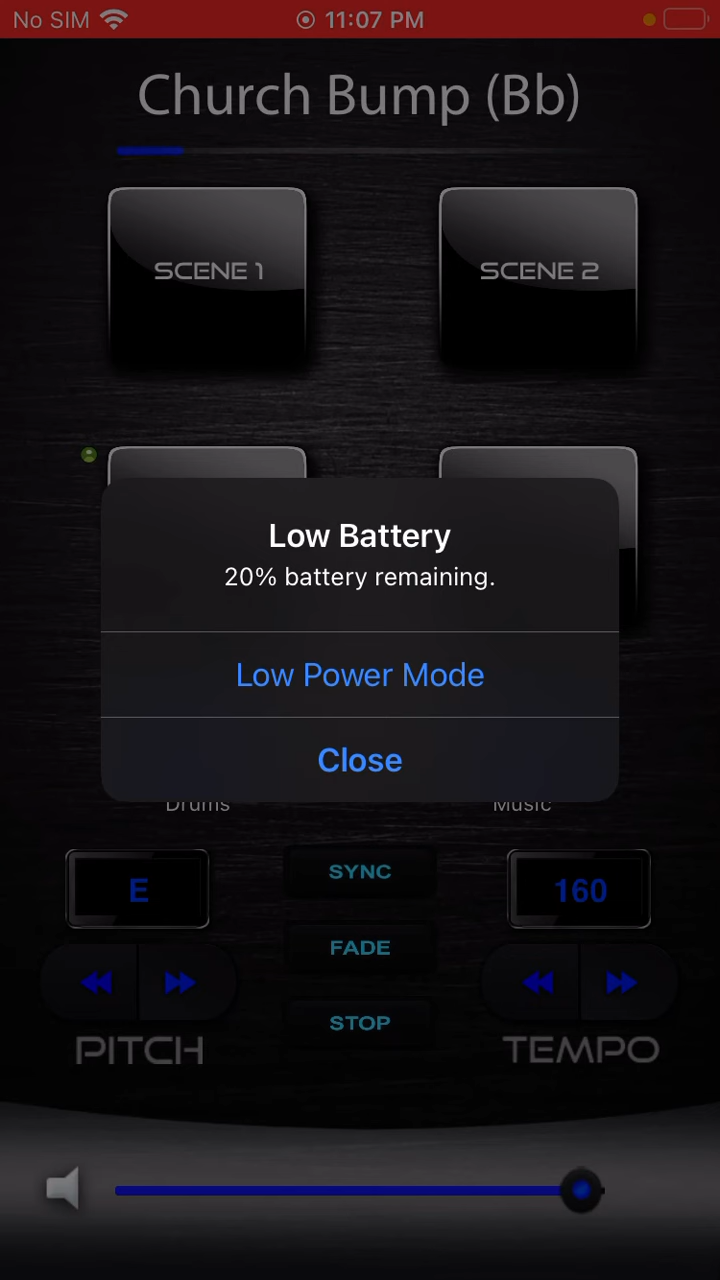 No SIM 11:07 PM
Church Bump (Bb)
SCENE 1 SCENE 2
Low Battery
20% battery remaining.
Low Power Mode
Close
Drums Music
E SYNC 160
FADE
STOP
PITCH TEMPO